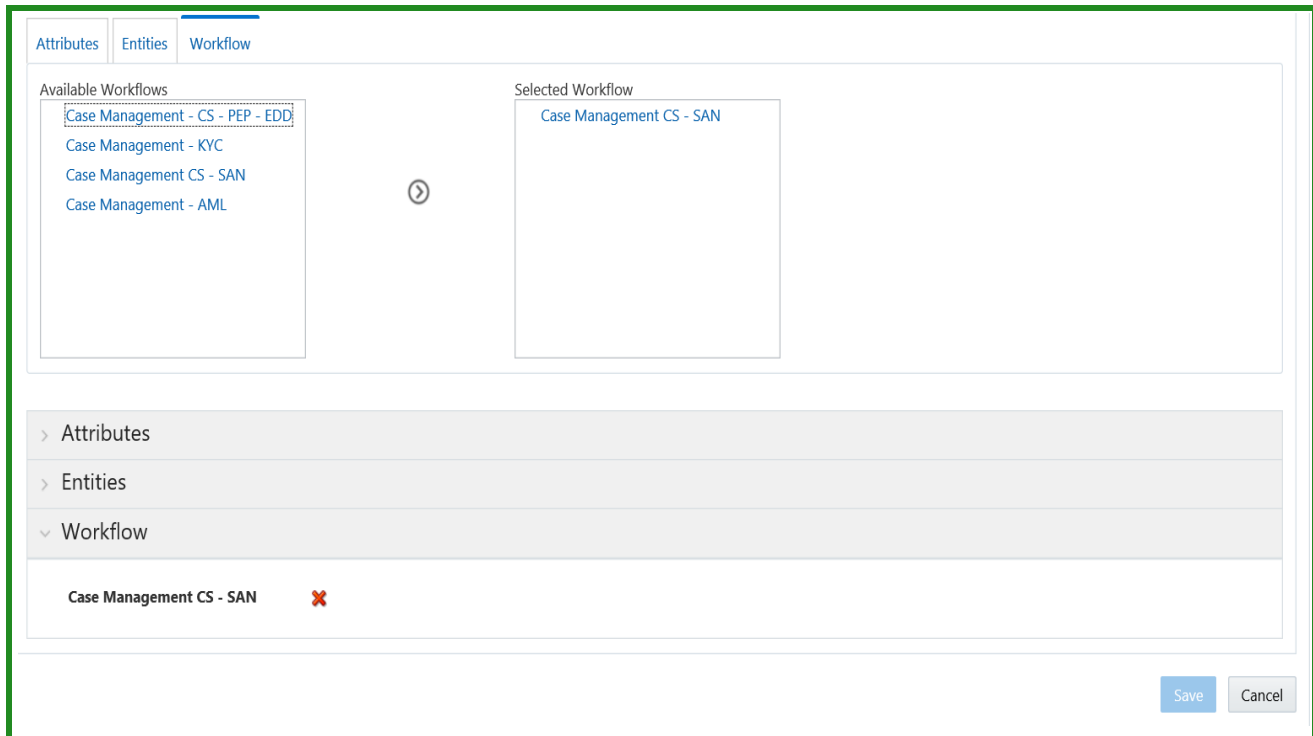 Attributes Entities Workflow
Available Workflows Selected Workflow
Case Management - CS - PEP - EDD Case Management CS - SAN
Case Management - KYC
Case Management CS - SAN
Case Management - AML
Attributes
Entities
Workflow
Case Management CS - SAN
Save Cancel